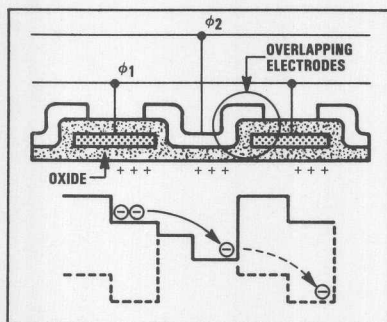 ϕ2
OVERLAPPING
ELECTRODES
ϕ1
OXIDE
+ + + + + + + + +
⊖⊖
⊖
⊖